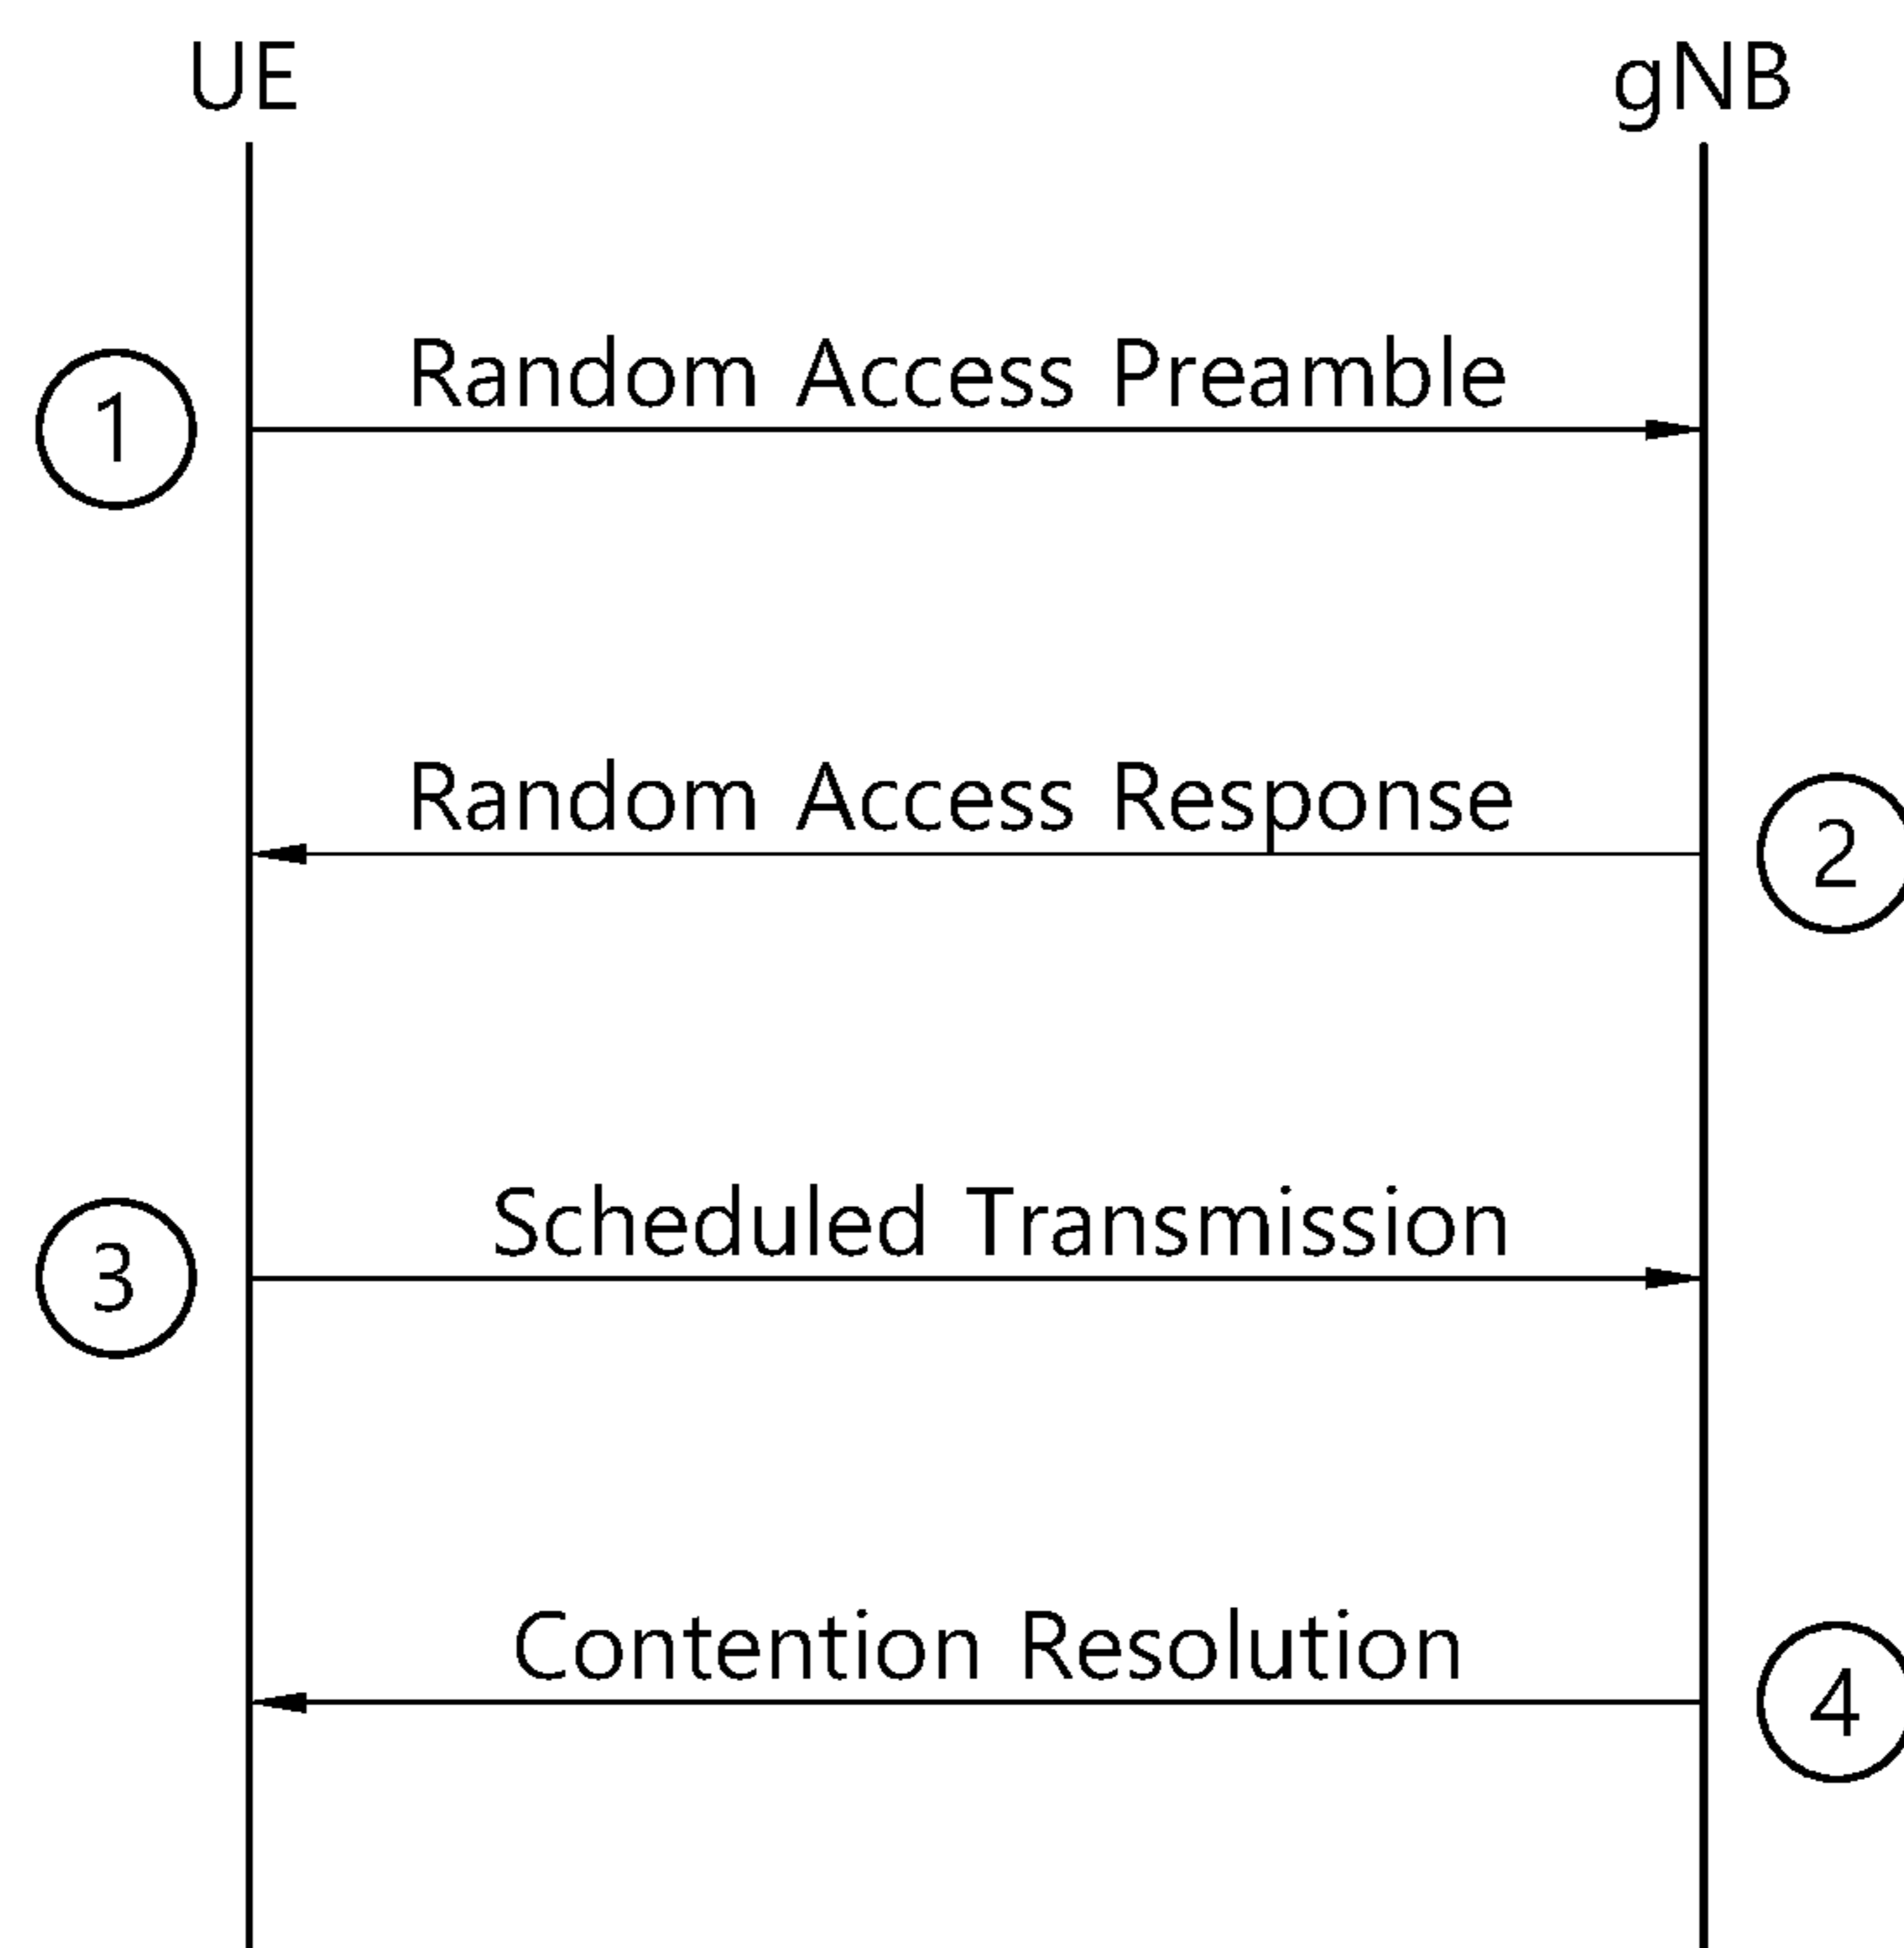 UE gNB
Random Access Preamble
1
Random Access Response
2
Scheduled Transmission
3
Contention Resolution
4